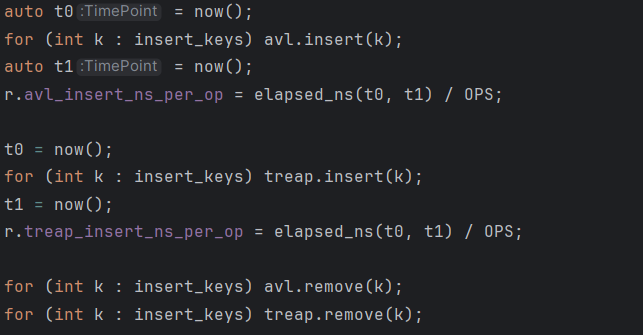 auto t0 :TimePoint = now();
for (int k : insert_keys) avl.insert(k);
auto t1 :TimePoint = now();
r.avl_insert_ns_per_op = elapsed_ns(t0, t1) / OPS;
t0 = now();
for (int k : insert_keys) treap.insert(k);
t1 = now();
r.treap_insert_ns_per_op = elapsed_ns(t0, t1) / OPS;
for (int k : insert_keys) avl.remove(k);
for (int k : insert_keys) treap.remove(k);